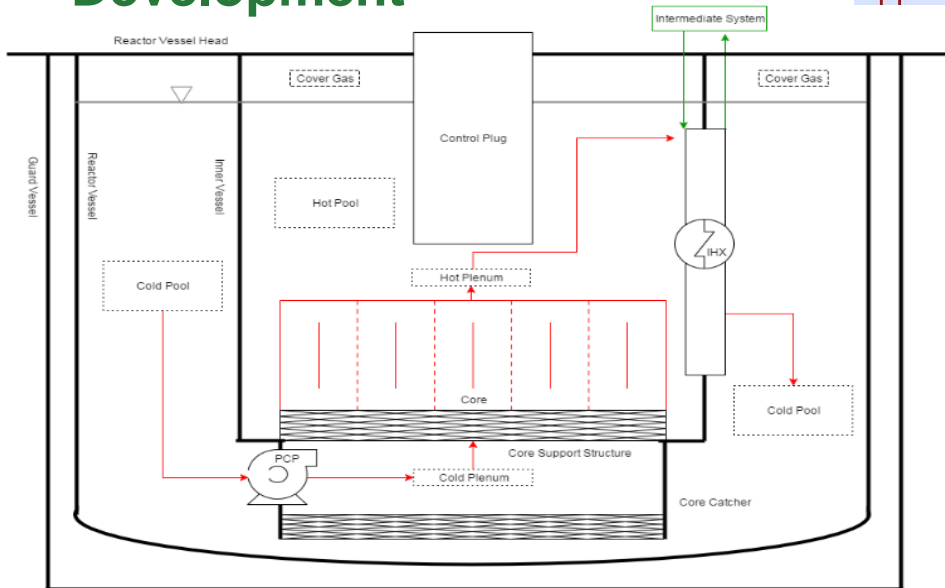 Development
Intermediate System
Reactor Vessel Head
Cover Gas
Cover Gas
Control Plug
Guard Vessel
Reactor Vessel
Inner Vessel
Hot Pool
IHX
Hot Plenum
Cold Pool
Core
Cold Pool
Core Support Structure
PCP
Cold Plenum
Core Catcher